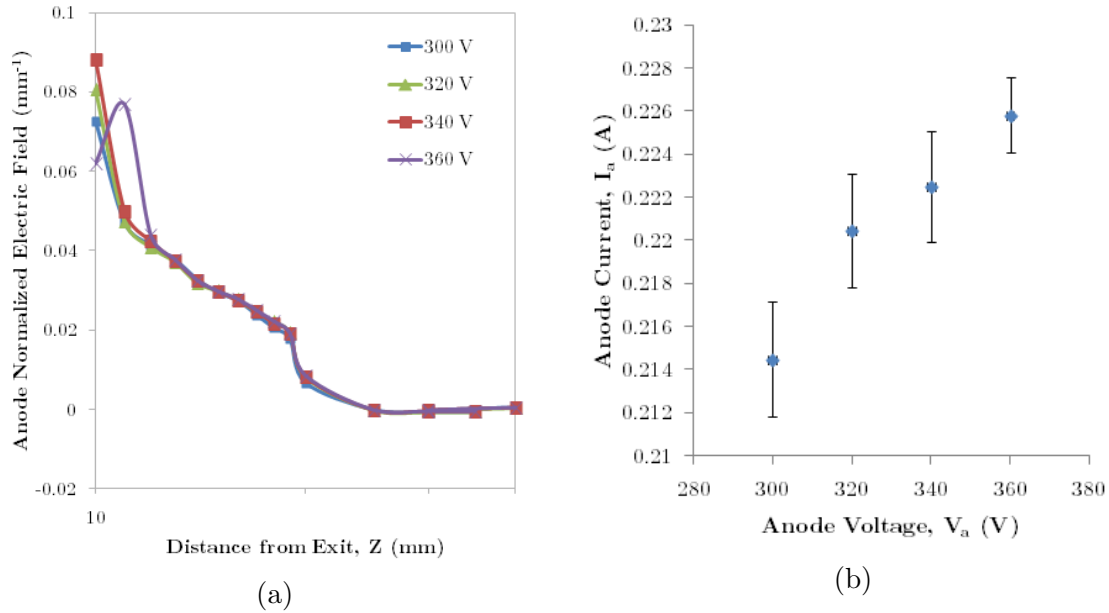 Anode Normalized Electric Field (mm⁻¹)
0.1
0.08
0.06
0.04
0.02
0
-0.02
10
300 V
320 V
340 V
360 V
Distance from Exit, Z (mm)
(a)
Anode Current, Iₐ (A)
0.23
0.228
0.226
0.224
0.222
0.22
0.218
0.216
0.214
0.212
0.21
280 300 320 340 360 380
Anode Voltage, Vₐ (V)
(b)